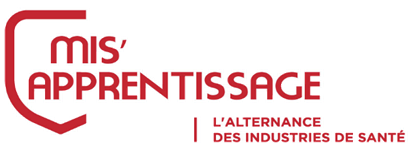 MIS'
APPRENTISSAGE
L'ALTERNANCE
DES INDUSTRIES DE SANTÉ